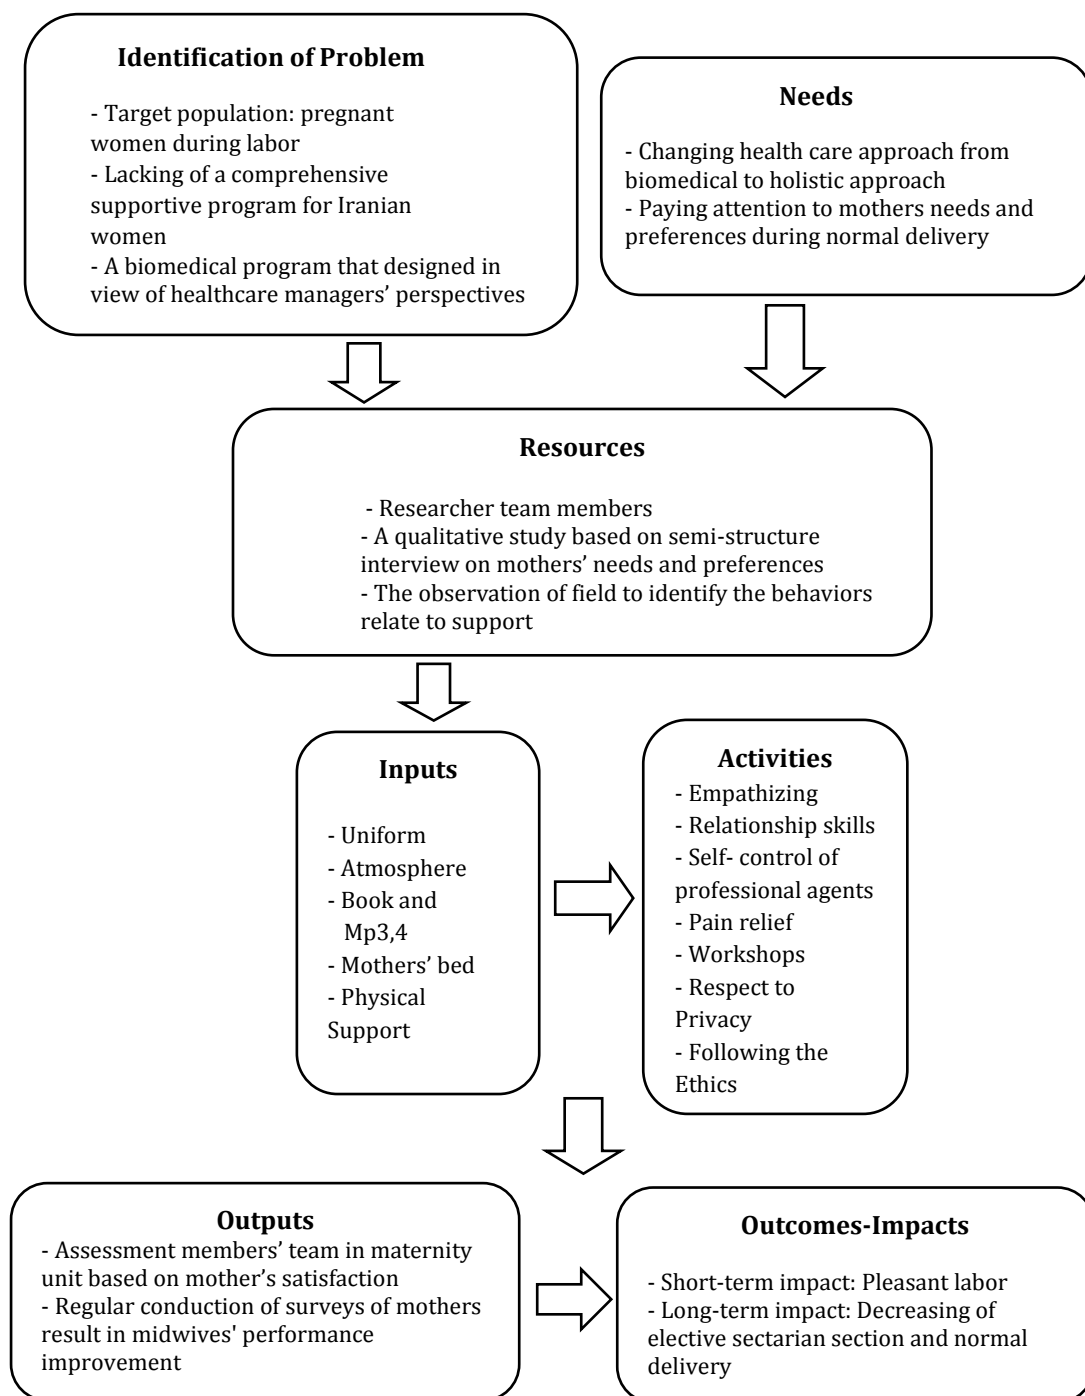 Identification of Problem
- Target population: pregnant
women during labor
- Lacking of a comprehensive
supportive program for Iranian
women
- A biomedical program that designed in
view of healthcare managers’ perspectives
Needs
- Changing health care approach from
biomedical to holistic approach
- Paying attention to mothers needs and
preferences during normal delivery
Resources
- Researcher team members
- A qualitative study based on semi-structure
interview on mothers’ needs and preferences
- The observation of field to identify the behaviors
relate to support
Inputs
- Uniform
- Atmosphere
- Book and
Mp3,4
- Mothers’ bed
- Physical
Support
Activities
- Empathizing
- Relationship skills
- Self- control of
professional agents
- Pain relief
- Workshops
- Respect to
Privacy
- Following the
Ethics
Outputs
- Assessment members’ team in maternity
unit based on mother’s satisfaction
- Regular conduction of surveys of mothers
result in midwives' performance
improvement
Outcomes-Impacts
- Short-term impact: Pleasant labor
- Long-term impact: Decreasing of
elective sectarian section and normal
delivery